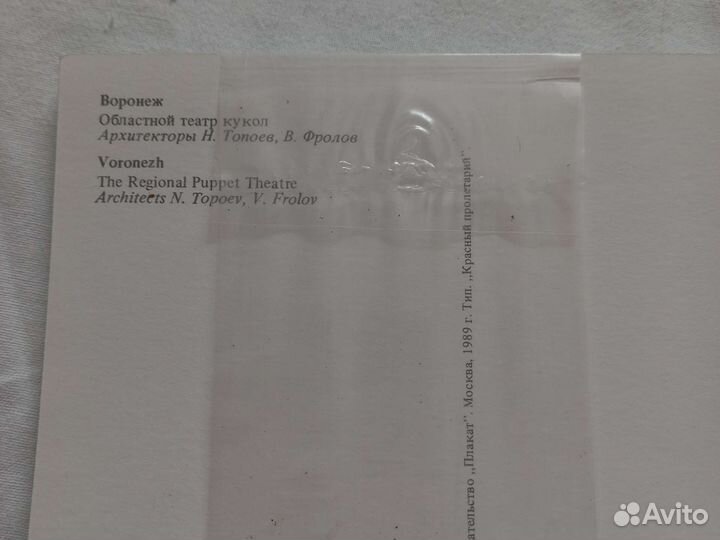 Воронеж
Областной театр кукол
Архитекторы Н. Топоев, В. Фролов
Voronezh
The Regional Puppet Theatre
Architects N. Topoev, V. Frolov
ательство „Плакат". Москва, 1989 г. Тип. „Красный пролетарий".
Avito